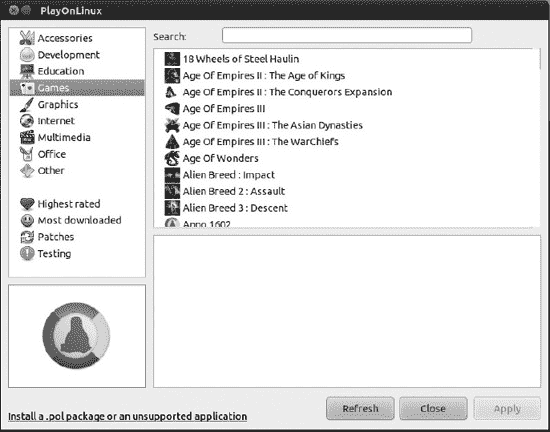 PlayOnLinux
Accessories
Development
Education
Games
Graphics
Internet
Multimedia
Office
Other
Highest rated
Most downloaded
Patches
Testing
Search:
18 Wheels of Steel Haulin
Age Of Empires II : The Age of Kings
Age Of Empires II : The Conquerors Expansion
Age Of Empires III
Age Of Empires III : The Asian Dynasties
Age Of Empires III : The WarChiefs
Age Of Wonders
Alien Breed : Impact
Alien Breed 2 : Assault
Alien Breed 3 : Descent
Anno 1602
Install a .pol package or an unsupported application
Refresh
Close
Apply